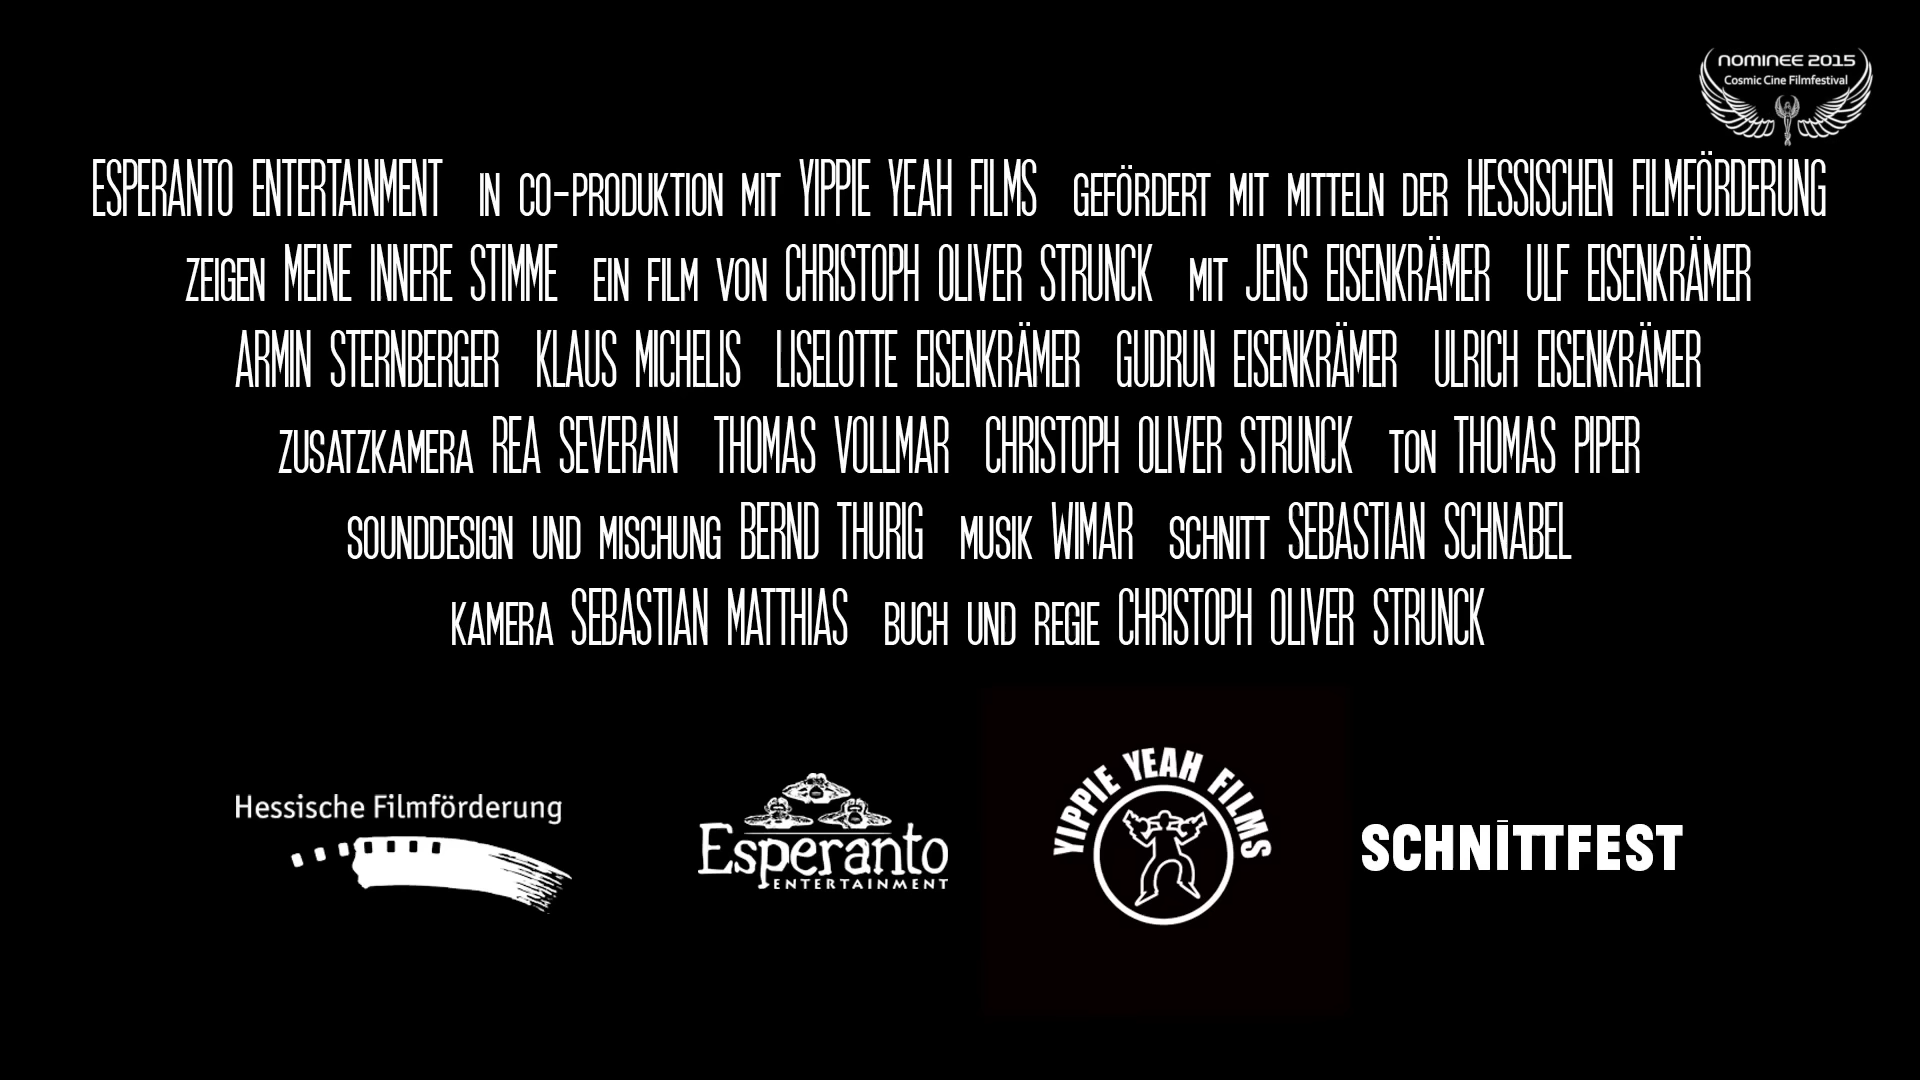 NOMINEE 2015
Cosmic Cine Filmfestival
ESPERANTO ENTERTAINMENT IN CO-PRODUKTION MIT YIPPIE YEAH FILMS GEFÖRDERT MIT MITTELN DER HESSISCHEN FILMFÖRDERUNG
ZEIGEN MEINE INNERE STIMME EIN FILM VON CHRISTOPH OLIVER STRUNCK MIT JENS EISENKRÄMER ULF EISENKRÄMER
ARMIN STERNBERGER KLAUS MICHELIS LISELOTTE EISENKRÄMER GUDRUN EISENKRÄMER ULRICH EISENKRÄMER
ZUSATZKAMERA REA SEVERAIN THOMAS VOLLMAR CHRISTOPH OLIVER STRUNCK TON THOMAS PIPER
SOUNDDESIGN UND MISCHUNG BERND THURIG MUSIK WIMAR SCHNITT SEBASTIAN SCHNABEL
KAMERA SEBASTIAN MATTHIAS BUCH UND REGIE CHRISTOPH OLIVER STRUNCK
Hessische Filmförderung
Esperanto
ENTERTAINMENT
YIPPIE YEAH FILMS
SCHNITTFEST